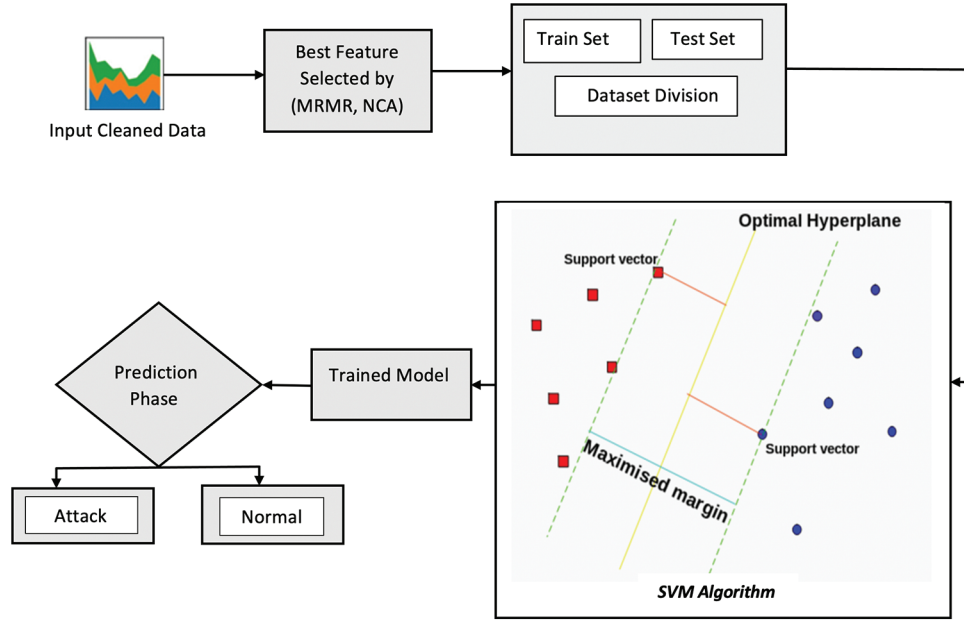 Input Cleaned Data
Best Feature
Selected by
(MRMR, NCA)
Train Set
Test Set
Dataset Division
Optimal Hyperplane
Support vector
Support vector
Maximised margin
SVM Algorithm
Trained Model
Prediction
Phase
Attack
Normal